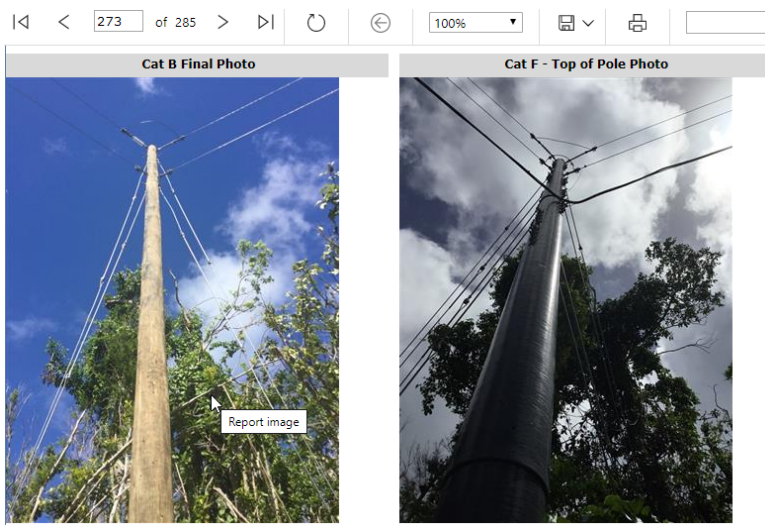 273 of 285 100%
Cat B Final Photo Cat F - Top of Pole Photo
Report image